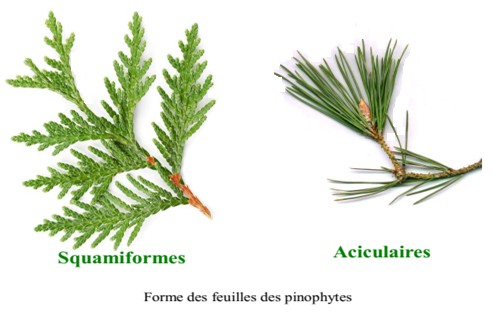 Squamiformes
Aciculaires
Forme des feuilles des pinophytes